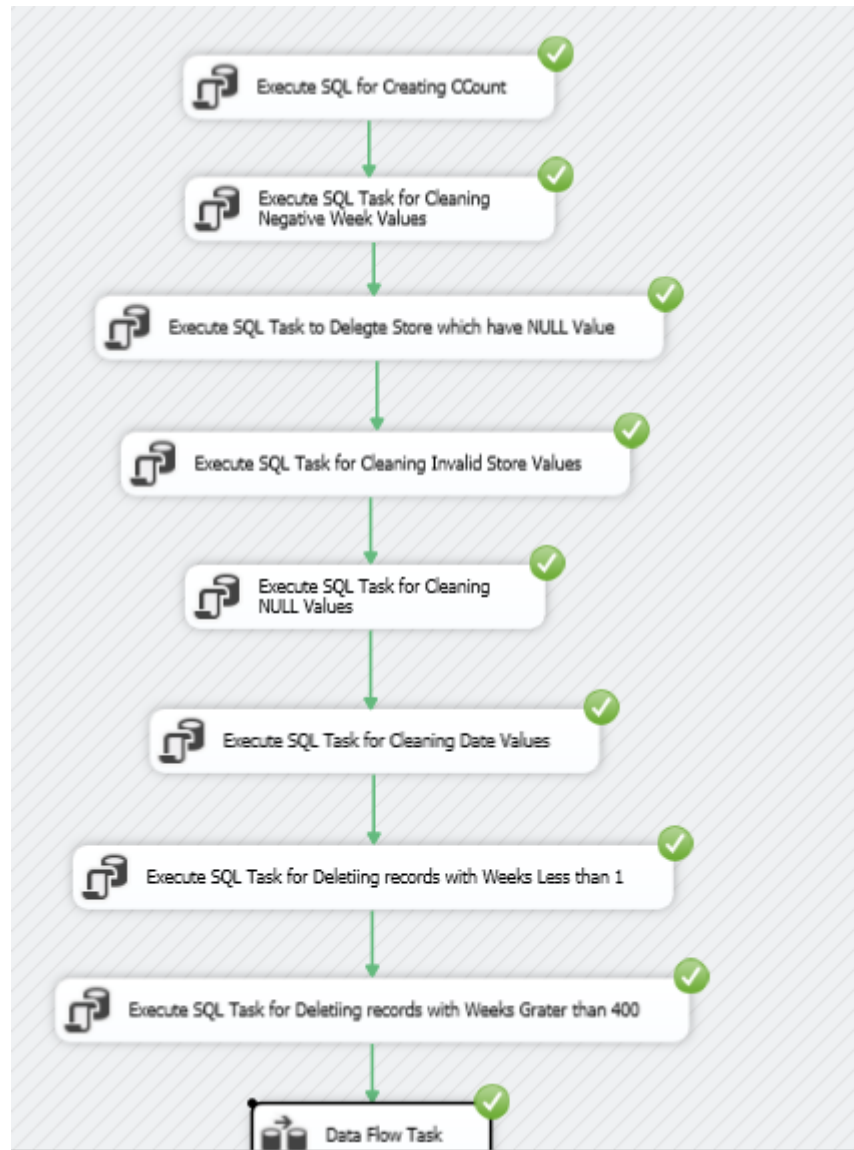 Execute SQL for Creating CCount
Execute SQL Task for Cleaning
Negative Week Values
Execute SQL Task to Delegte Store which have NULL Value
Execute SQL Task for Cleaning Invalid Store Values
Execute SQL Task for Cleaning
NULL Values
Execute SQL Task for Cleaning Date Values
Execute SQL Task for Deletiing records with Weeks Less than 1
Execute SQL Task for Deletiing records with Weeks Grater than 400
Data Flow Task